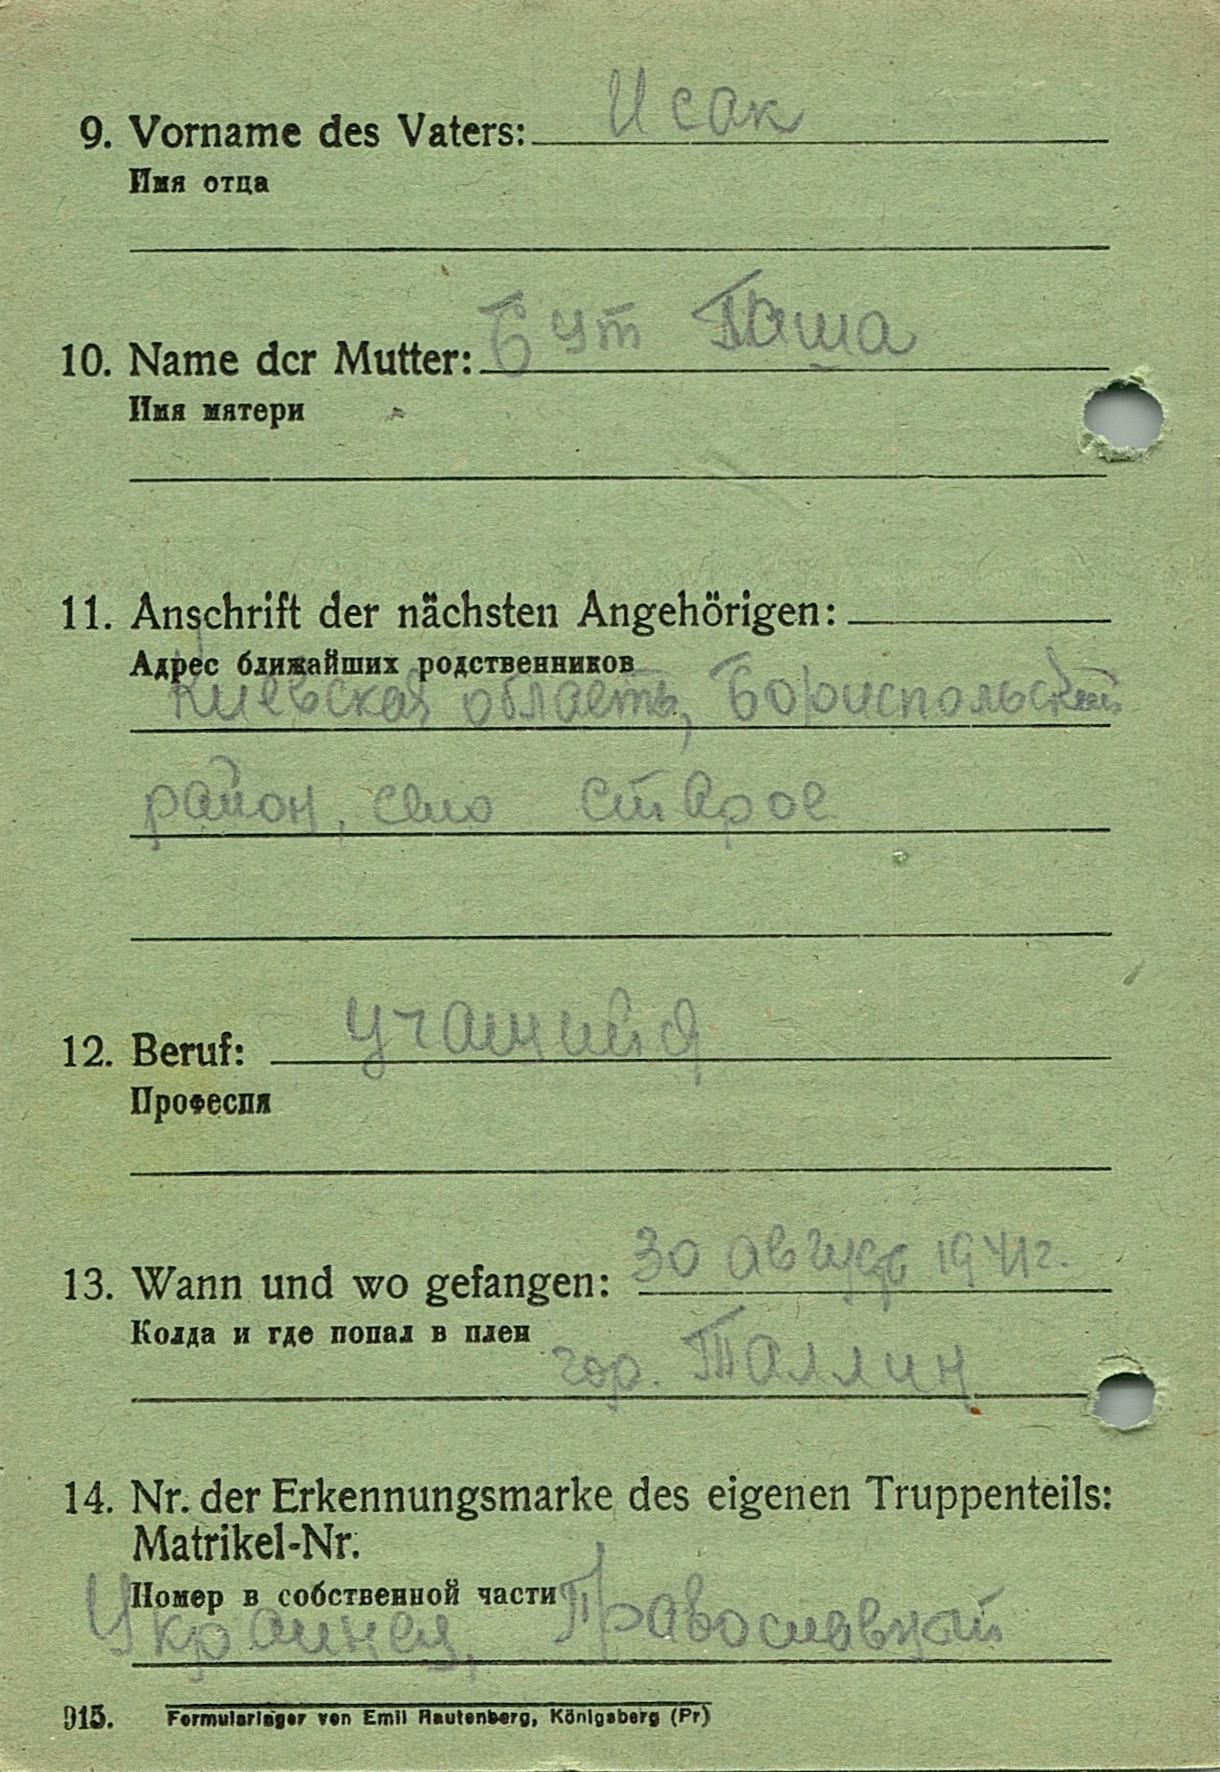 9. Vorname des Vaters: Исак
Имя отца
10. Name dcr Mutter: Бут Паша
Имя мятери
11. Anschrift der nächsten Angehörigen:
Адрес ближайших родственников
Киевская область, Бориспольский
район, село Старое
12. Beruf: учащийся
Професия
13. Wann und wo gefangen: 30 август 1941г.
Колда и где попал в плен
гор. Таллин
14. Nr. der Erkennungsmarke des eigenen Truppenteils:
Matrikel-Nr.
Помер в собственной части
Украинец, Православный
915. Formularlager von Emil Rautenberg, Königsberg (Pr)